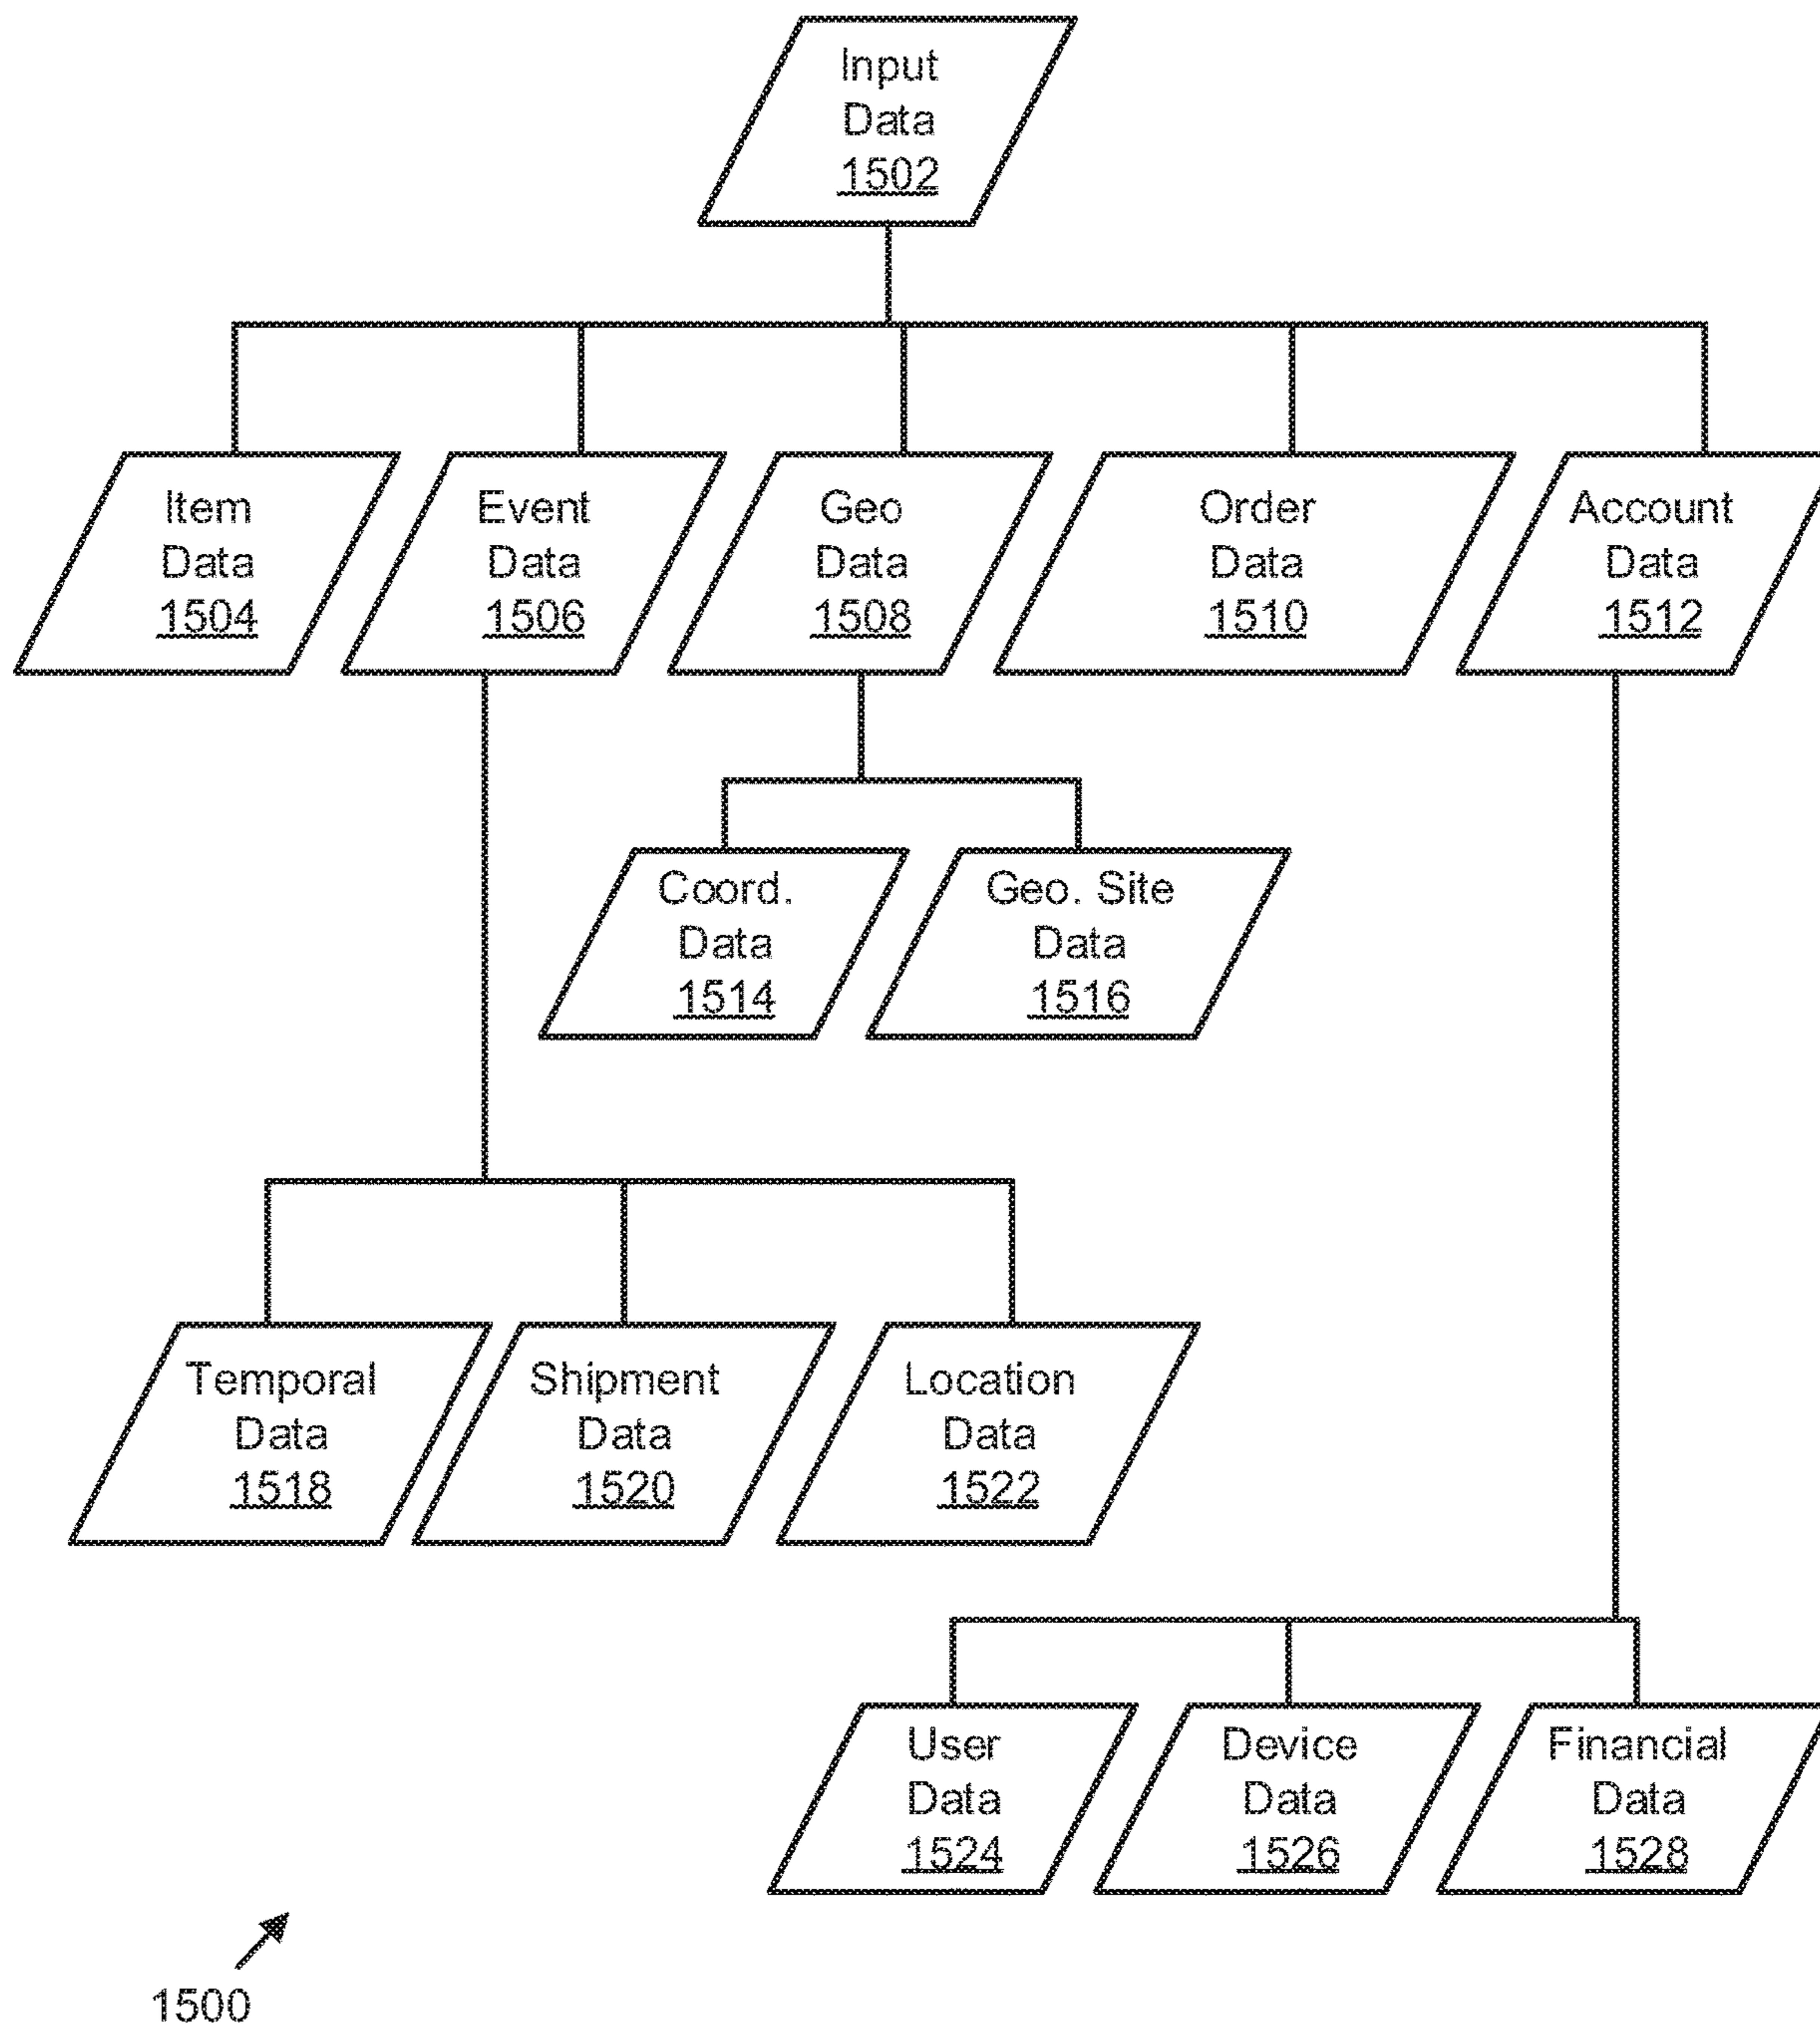 Input
Data
1502
Item
Data
1504
Event
Data
1506
Geo
Data
1508
Order
Data
1510
Account
Data
1512
Coord.
Data
1514
Geo. Site
Data
1516
Temporal
Data
1518
Shipment
Data
1520
Location
Data
1522
User
Data
1524
Device
Data
1526
Financial
Data
1528
1500